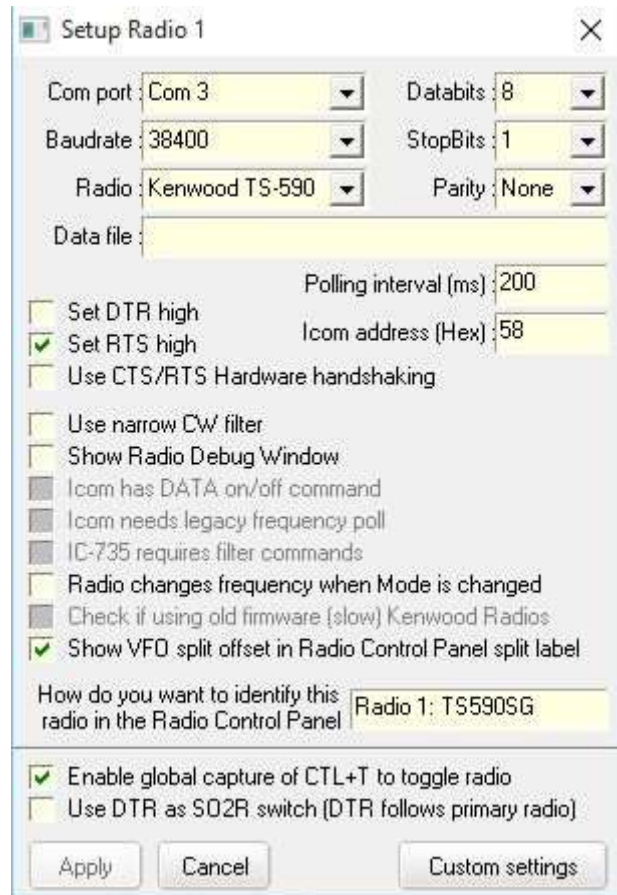 Setup Radio 1
Com port : Com 3 Databits : 8
Baudrate : 38400 StopBits : 1
Radio : Kenwood TS-590 Parity : None
Data file :
Polling interval (ms) : 200
Set DTR high
Icom address (Hex) : 58
Set RTS high
Use CTS/RTS Hardware handshaking
Use narrow CW filter
Show Radio Debug Window
Icom has DATA on/off command
Icom needs legacy frequency poll
IC-735 requires filter commands
Radio changes frequency when Mode is changed
Check if using old firmware (slow) Kenwood Radios
Show VFO split offset in Radio Control Panel split label
How do you want to identify this
radio in the Radio Control Panel Radio 1: TS590SG
Enable global capture of CTL+T to toggle radio
Use DTR as SO2R switch (DTR follows primary radio)
Apply Cancel Custom settings